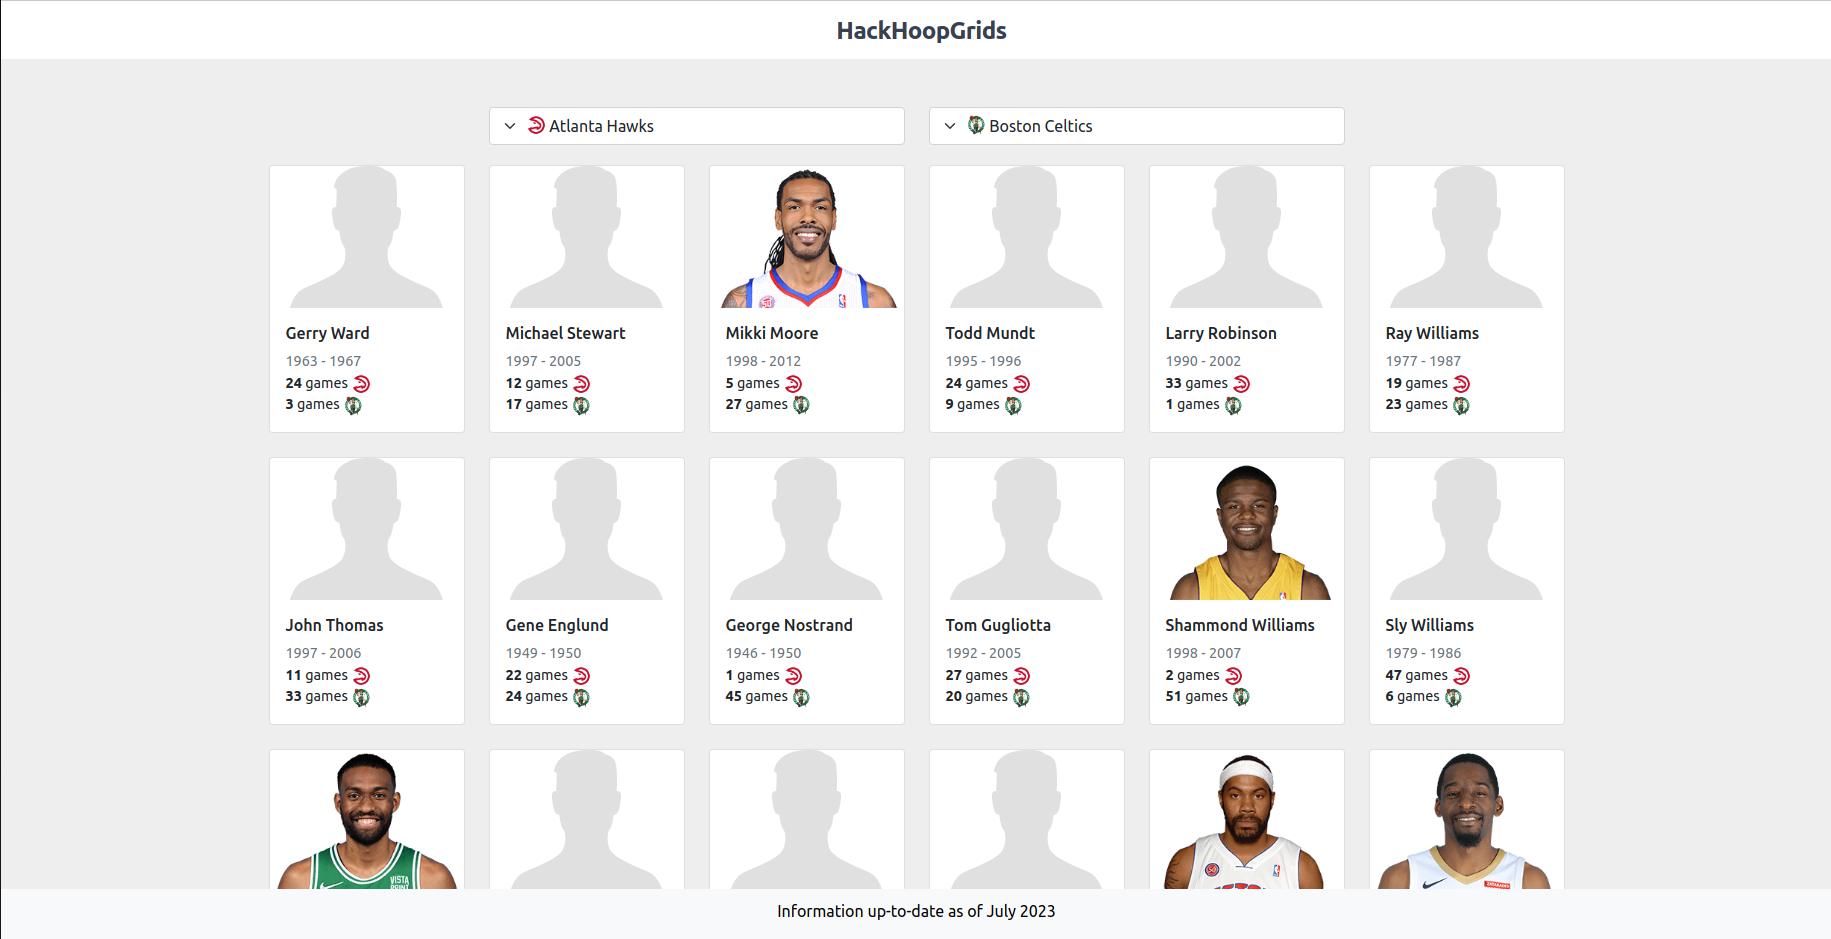 HackHoopGrids
Atlanta Hawks
Boston Celtics
Gerry Ward
1963 - 1967
24 games
3 games
Michael Stewart
1997 - 2005
12 games
17 games
Mikki Moore
1998 - 2012
5 games
27 games
Todd Mundt
1995 - 1996
24 games
9 games
Larry Robinson
1990 - 2002
33 games
1 games
Ray Williams
1977 - 1987
19 games
23 games
John Thomas
1997 - 2006
11 games
33 games
Gene Englund
1949 - 1950
22 games
24 games
George Nostrand
1946 - 1950
1 games
45 games
Tom Gugliotta
1992 - 2005
27 games
20 games
Shammond Williams
1998 - 2007
2 games
51 games
Sly Williams
1979 - 1986
47 games
6 games
VISTA
Information up-to-date as of July 2023